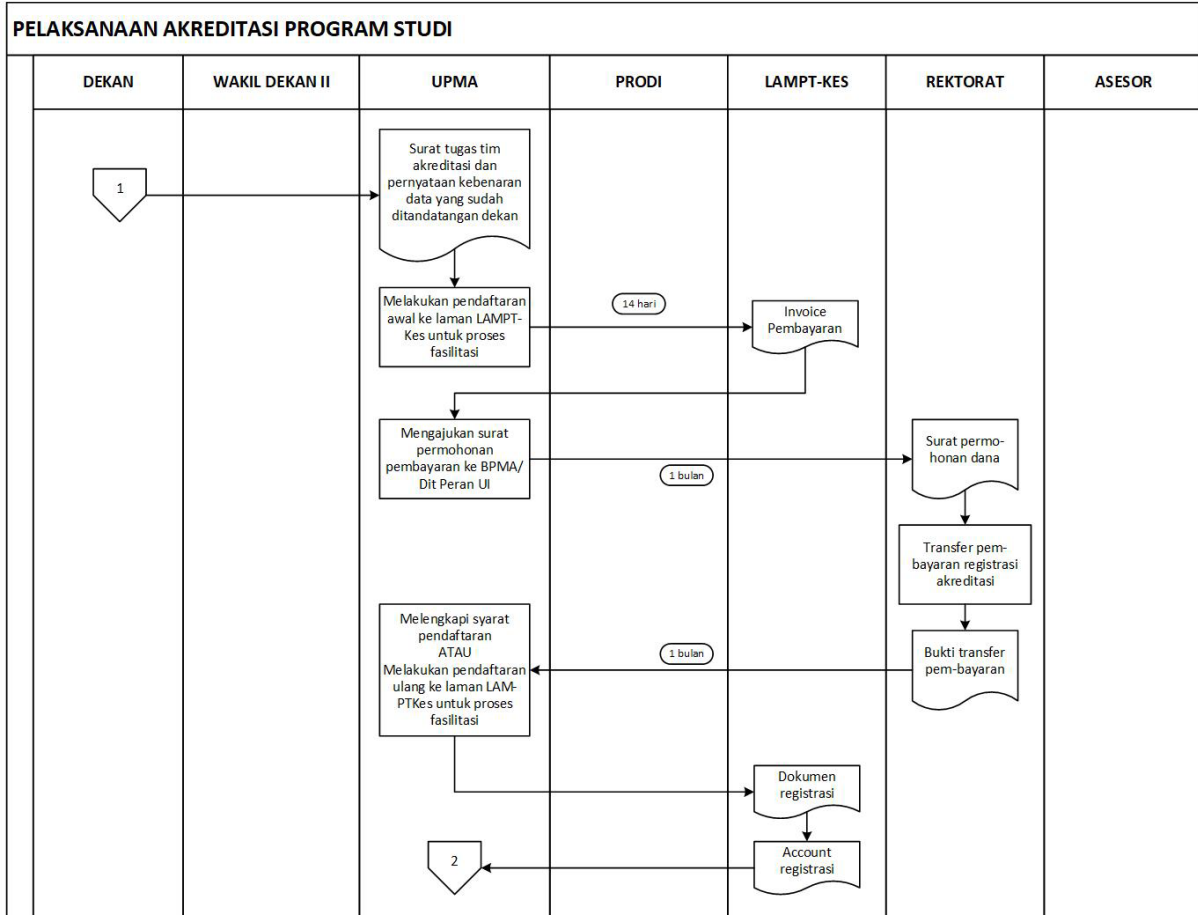 PELAKSANAAN AKREDITASI PROGRAM STUDI
DEKAN
WAKIL DEKAN II
UPMA
PRODI
LAMPT-KES
REKTORAT
ASESOR
1
Surat tugas tim
akreditasi dan
pernyataan kebenaran
data yang sudah
ditandatangan dekan
Melakukan pendaftaran
awal ke laman LAMPT-
Kes untuk proses
fasilitasi
14 hari
Invoice
Pembayaran
Mengajukan surat
permohonan
pembayaran ke BPMA/
Dit Peran UI
1 bulan
Surat permo-
honan dana
Transfer pem-
bayaran registrasi
akreditasi
Bukti transfer
pem-bayaran
1 bulan
Melengkapi syarat
pendaftaran
ATAU
Melakukan pendaftaran
ulang ke laman LAM-
PTKes untuk proses
fasilitasi
Dokumen
registrasi
Account
registrasi
2